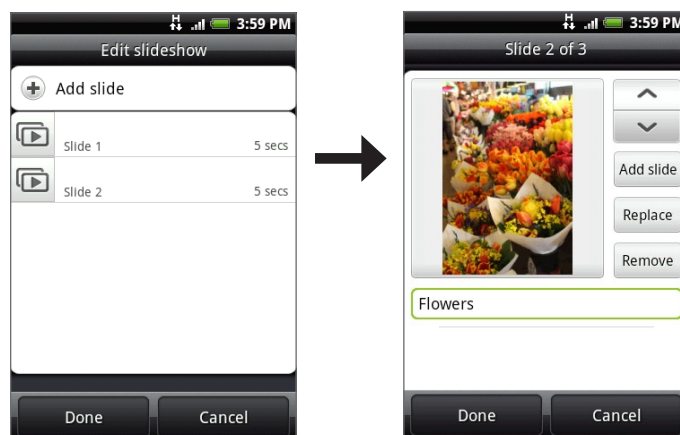 H 3:59 PM
Edit slideshow
Add slide
Slide 1 5 secs
Slide 2 5 secs
Done Cancel
H 3:59 PM
Slide 2 of 3
Add slide
Replace
Remove
Flowers
Done Cancel